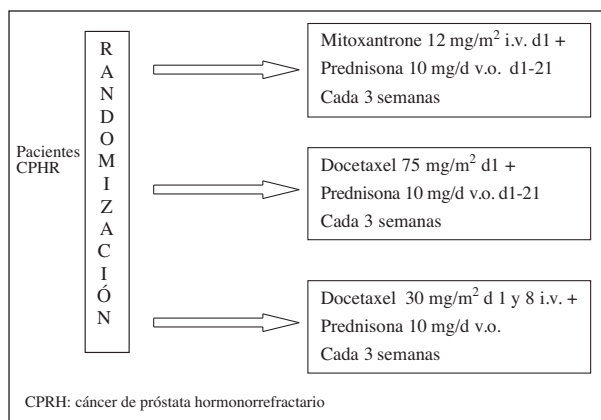 Pacientes
CPHR
RANDOMIZACIÓN
Mitoxantrone 12 mg/m² i.v. d1 +
Prednisona 10 mg/d v.o. d1-21
Cada 3 semanas
Docetaxel 75 mg/m² d1 +
Prednisona 10 mg/d v.o. d1-21
Cada 3 semanas
Docetaxel 30 mg/m² d 1 y 8 i.v. +
Prednisona 10 mg/d v.o.
Cada 3 semanas
CPRH: cáncer de próstata hormonorrefractario